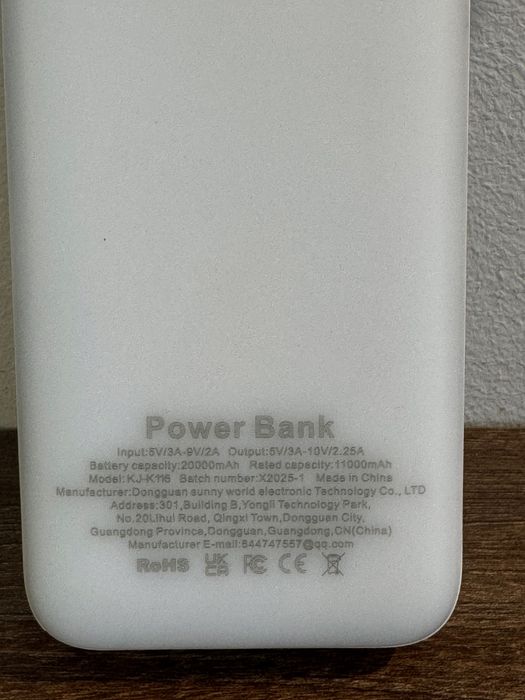 Power Bank
Input:5V/3A-9V/2A Output:5V/3A-10V/2.25A
Battery capacity:20000mAh Rated capacity:11000mAh
Model: KJ-K116 Batch number:X2025-1 Made in China
Manufacturer:Dongguan sunny world electronic Technology Co., LTD
Address:301,Building B,Yongli Technology Park,
No.20Lihui Road, Qingxi Town,Dongguan City,
Guangdong Province,Dongguan,Guangdong,CN(China)
Manufacturer E-mail:844747557@qq.com
RoHS UK CA FC CE